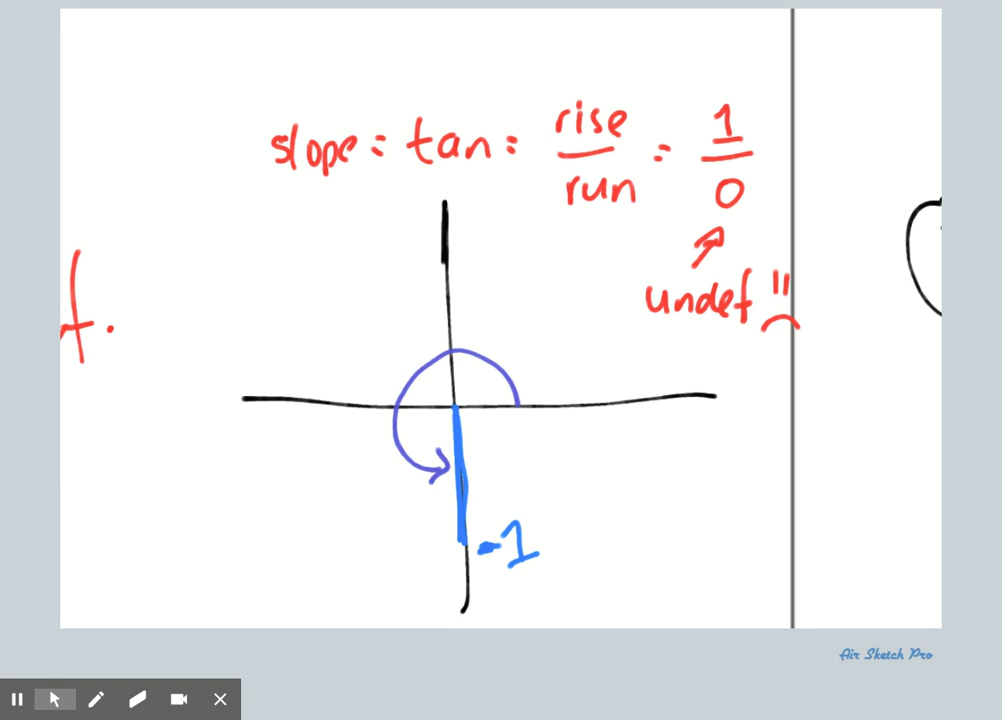 slope = tan = rise/run = 1/0
undef
f.
-1
Air Sketch Pro